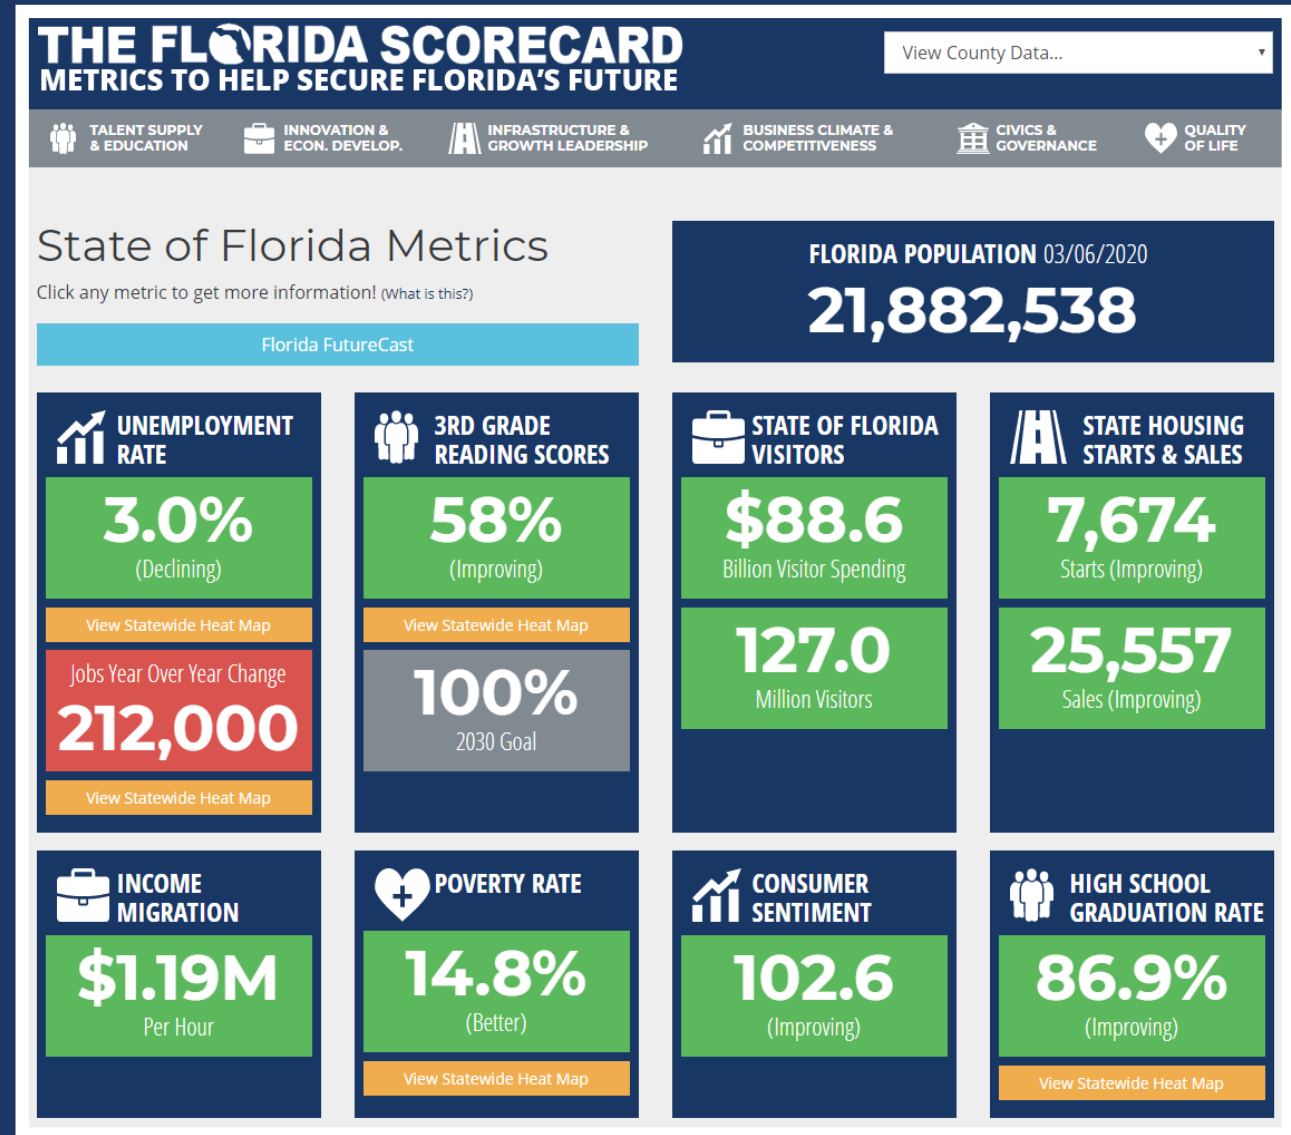 THE FLORIDA SCORECARD
METRICS TO HELP SECURE FLORIDA'S FUTURE
View County Data...
TALENT SUPPLY
& EDUCATION
INNOVATION &
ECON. DEVELOP.
INFRASTRUCTURE &
GROWTH LEADERSHIP
BUSINESS CLIMATE &
COMPETITIVENESS
CIVICS &
GOVERNANCE
QUALITY
OF LIFE
State of Florida Metrics
Click any metric to get more information! (What is this?)
Florida FutureCast
FLORIDA POPULATION 03/06/2020
21,882,538
UNEMPLOYMENT
RATE
3.0%
(Declining)
View Statewide Heat Map
Jobs Year Over Year Change
212,000
View Statewide Heat Map
3RD GRADE
READING SCORES
58%
(Improving)
View Statewide Heat Map
100%
2030 Goal
STATE OF FLORIDA
VISITORS
$88.6
Billion Visitor Spending
127.0
Million Visitors
STATE HOUSING
STARTS & SALES
7,674
Starts (Improving)
25,557
Sales (Improving)
INCOME
MIGRATION
$1.19M
Per Hour
POVERTY RATE
14.8%
(Better)
View Statewide Heat Map
CONSUMER
SENTIMENT
102.6
(Improving)
HIGH SCHOOL
GRADUATION RATE
86.9%
(Improving)
View Statewide Heat Map